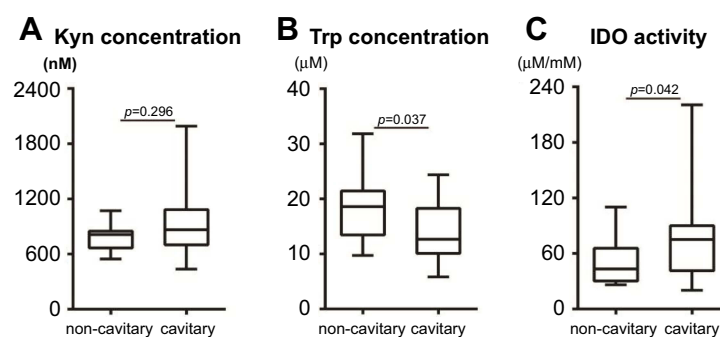 A Kyn concentration
(nM)
2400
1800
1200
600
0
p=0.296
non-cavitary cavitary
B Trp concentration
(μM)
40
30
20
10
0
p=0.037
non-cavitary cavitary
C IDO activity
(μM/mM)
240
180
120
60
0
p=0.042
non-cavitary cavitary